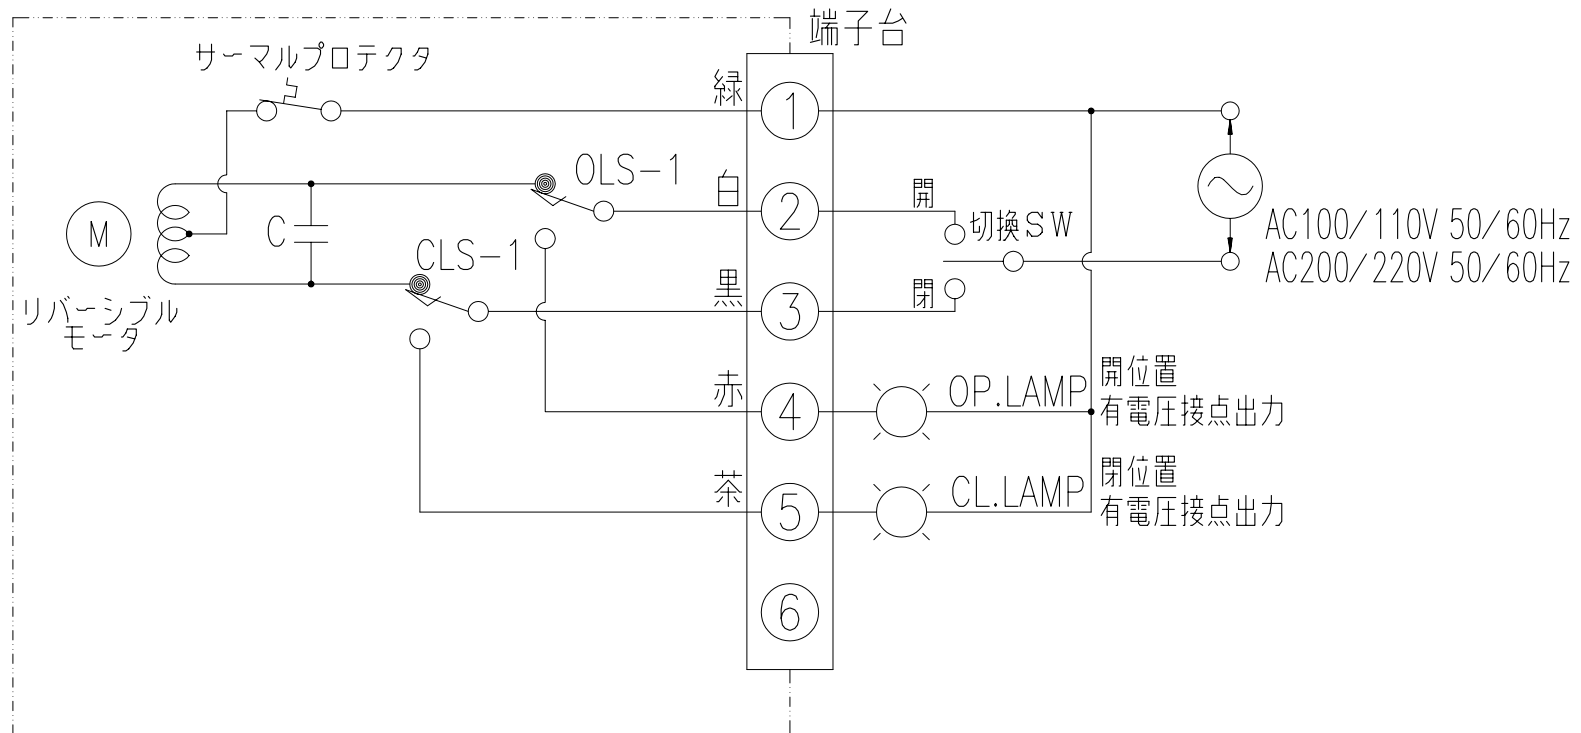 端子台
サーマルプロテクタ
緑
1
OLS-1
白
2
開
切換SW
M
C
CLS-1
AC100/110V 50/60Hz
AC200/220V 50/60Hz
黒
3
閉
リバーシブル
モータ
赤
4
OP.LAMP
開位置
有電圧接点出力
茶
5
CL.LAMP
閉位置
有電圧接点出力
6